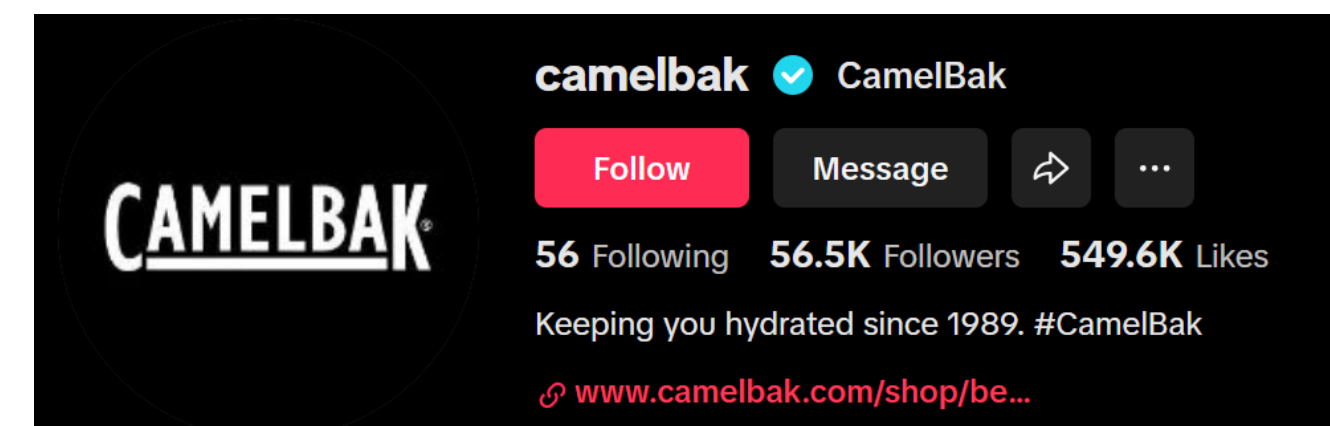 CAMELBAK®
camelbak CamelBak
Follow Message
56 Following 56.5K Followers 549.6K Likes
Keeping you hydrated since 1989. #CamelBak
www.camelbak.com/shop/be...